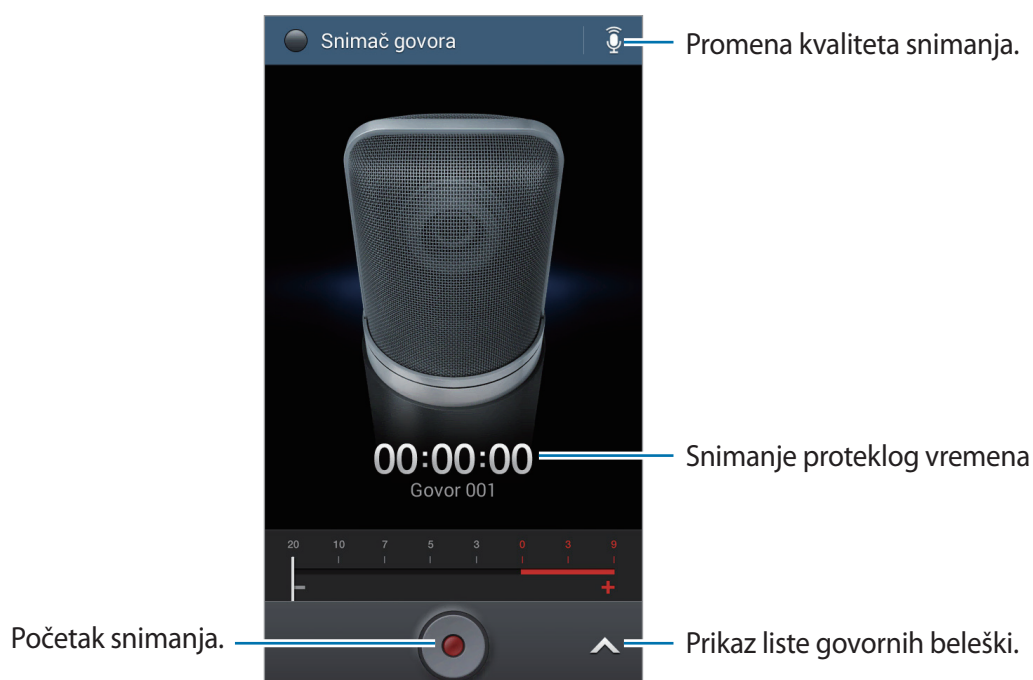 Snimač govora
Promena kvaliteta snimanja.
00:00:00
Snimanje proteklog vremena
Govor 001
20 10 7 5 3 0 3 9
− +
Početak snimanja.
Prikaz liste govornih beleški.